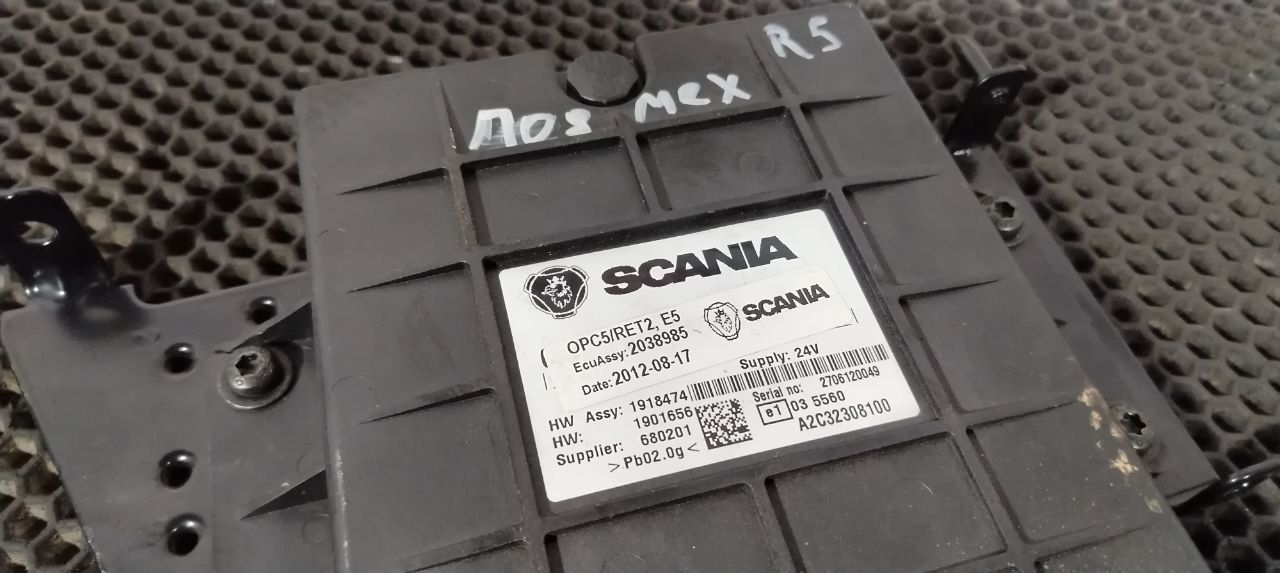 R5
для мех
SCANIA
OPC5/RET2, E5
SCANIA
EcuAssy:2038985
Date:2012-08-17
Supply: 24V
HW Assy: 1918474
HW: 1901656
Serial no: 2706120049
Supplier: 680201
e1 03 5560
>Pb02.0g<
A2C32308100